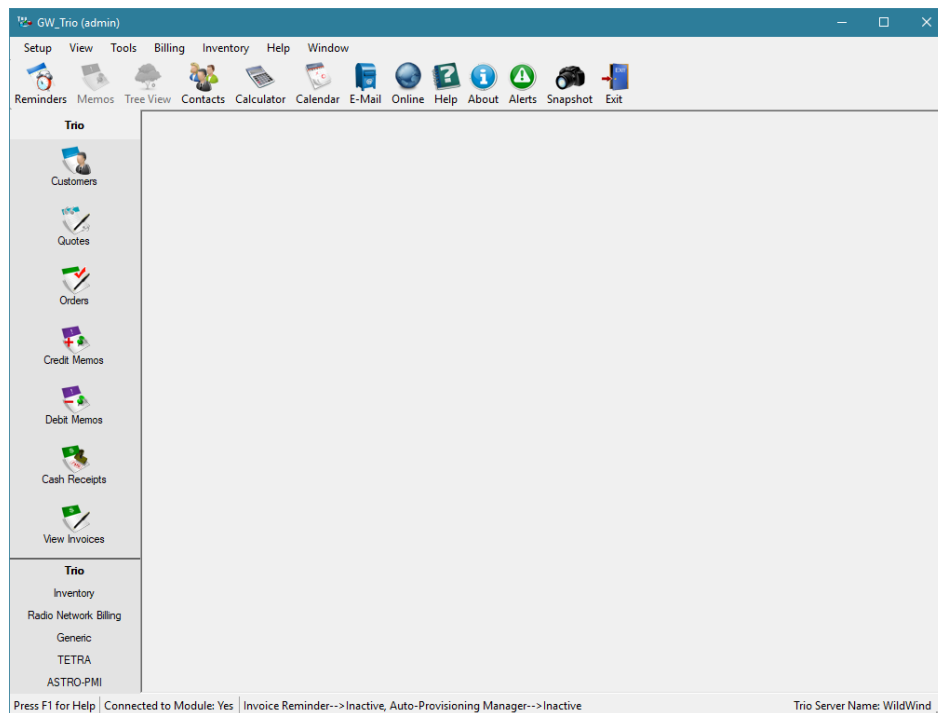 GW_Trio (admin)
Setup View Tools Billing Inventory Help Window
Reminders Memos Tree View Contacts Calculator Calendar E-Mail Online Help About Alerts Snapshot Exit
Trio
Customers
Quotes
Orders
Credit Memos
Debit Memos
Cash Receipts
View Invoices
Trio
Inventory
Radio Network Billing
Generic
TETRA
ASTRO-PMI
Press F1 for Help Connected to Module: Yes Invoice Reminder-->Inactive, Auto-Provisioning Manager-->Inactive Trio Server Name: WildWind